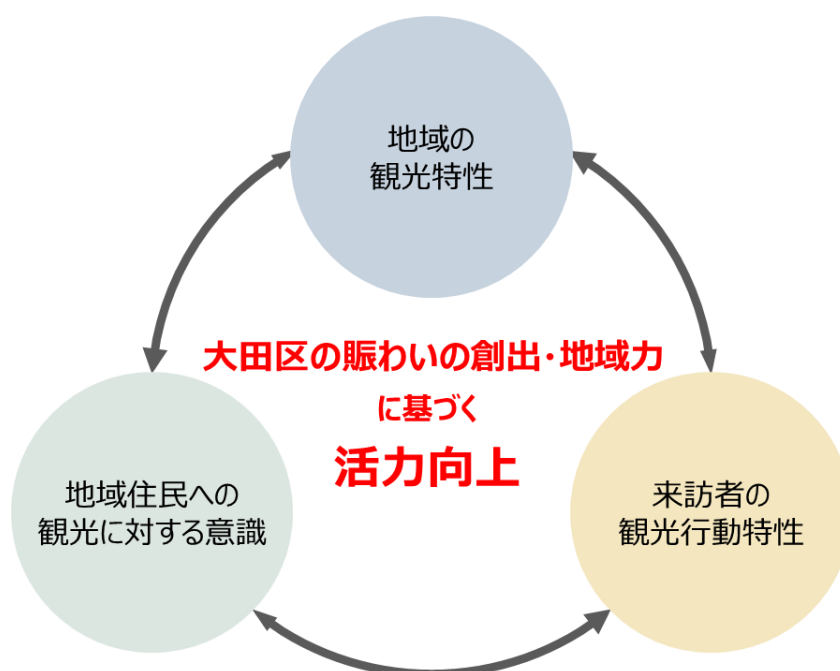 地域の
観光特性
大田区の賑わいの創出・地域力
に基づく
活力向上
地域住民への
観光に対する意識
来訪者の
観光行動特性